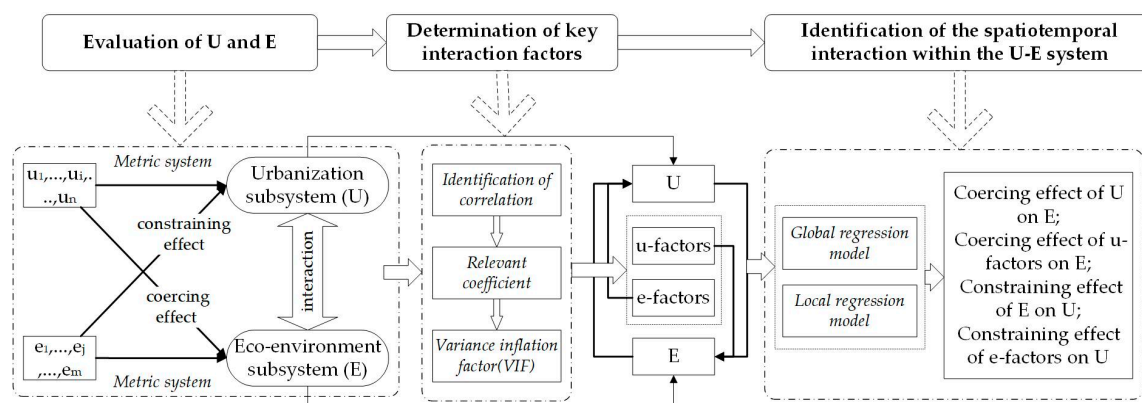 Evaluation of U and E
Determination of key
interaction factors
Identification of the spatiotemporal
interaction within the U-E system
Metric system
u1,...,ui,.
..,un
Urbanization
subsystem (U)
constraining
effect
interaction
coercing
effect
e1,...,ej
,...,em
Eco-environment
subsystem (E)
Metric system
Identification of
correlation
Relevant
coefficient
Variance inflation
factor(VIF)
U
u-factors
e-factors
E
Global regression
model
Local regression
model
Coercing effect of U
on E;
Coercing effect of u-
factors on E;
Constraining effect
of E on U;
Constraining effect
of e-factors on U